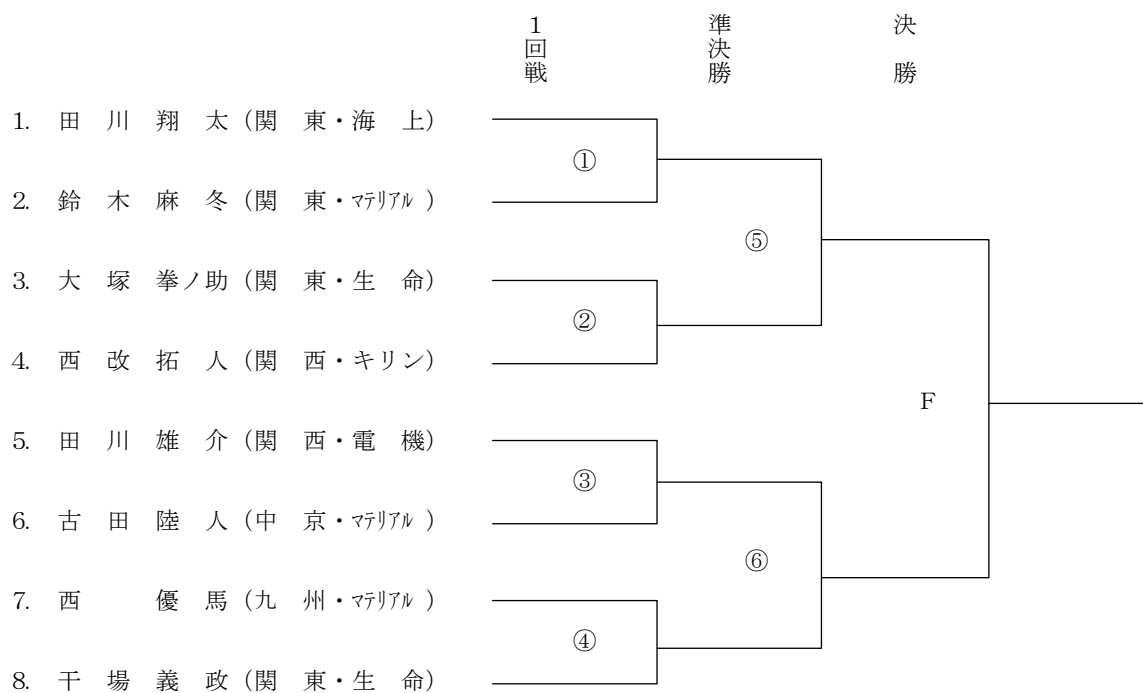 1回戦
準決勝
決勝
1. 田川翔太（関東・海上）
①
2. 鈴木麻冬（関東・ﾏﾃﾘｱﾙ）
⑤
3. 大塚拳ノ助（関東・生命）
②
4. 西改拓人（関西・キリン）
F
5. 田川雄介（関西・電機）
③
6. 古田陸人（中京・ﾏﾃﾘｱﾙ）
⑥
7. 西優馬（九州・ﾏﾃﾘｱﾙ）
④
8. 干場義政（関東・生命）